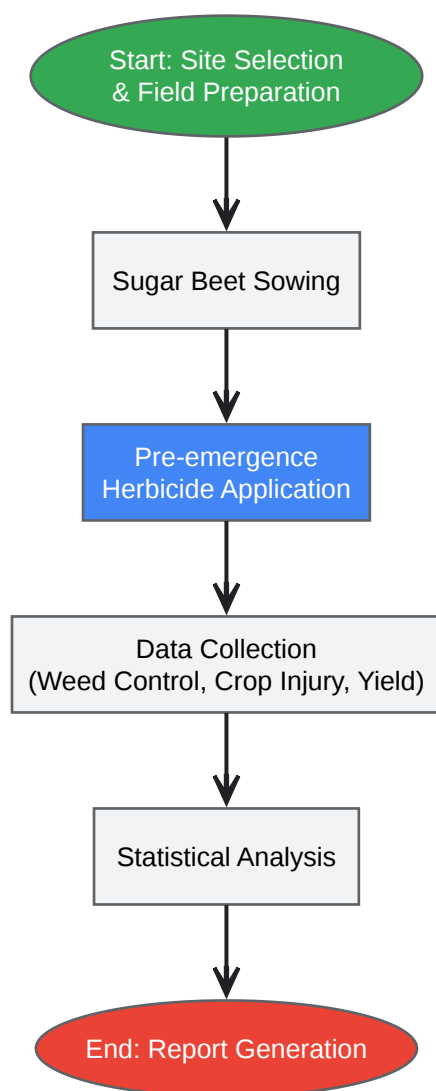 Start: Site Selection
& Field Preparation
Sugar Beet Sowing
Pre-emergence
Herbicide Application
Data Collection
(Weed Control, Crop Injury, Yield)
Statistical Analysis
End: Report Generation